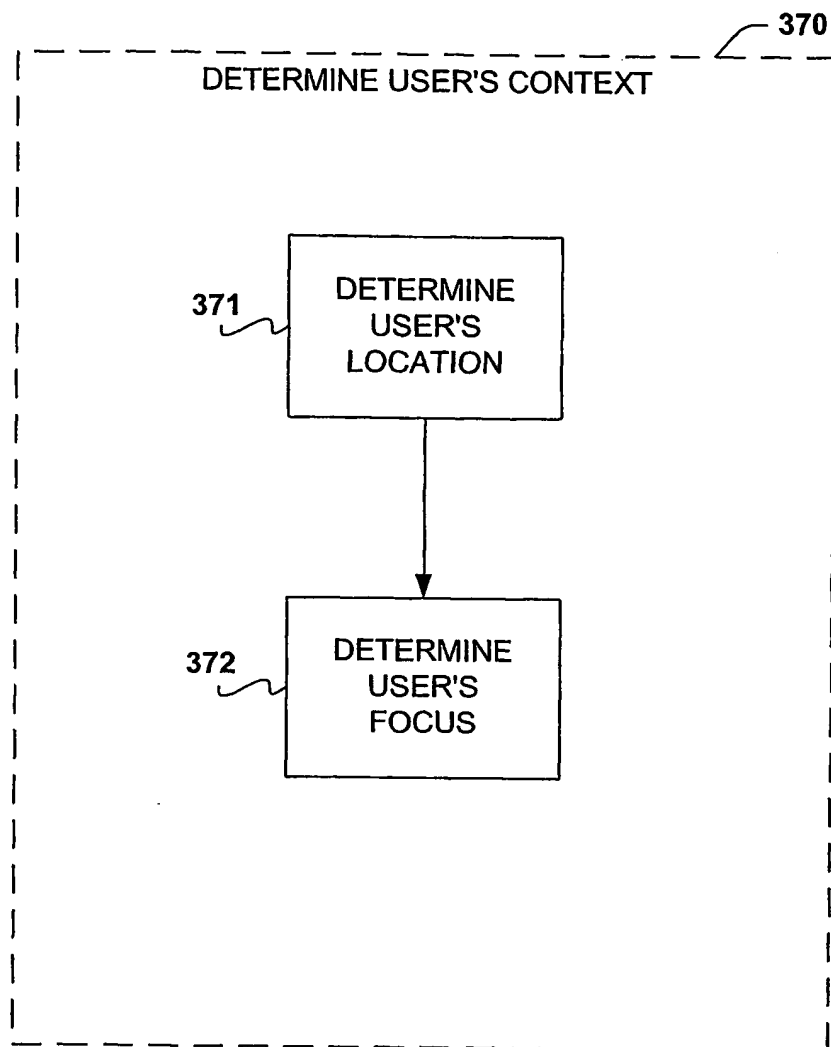 370
DETERMINE USER'S CONTEXT
371
DETERMINE
USER'S
LOCATION
372
DETERMINE
USER'S
FOCUS